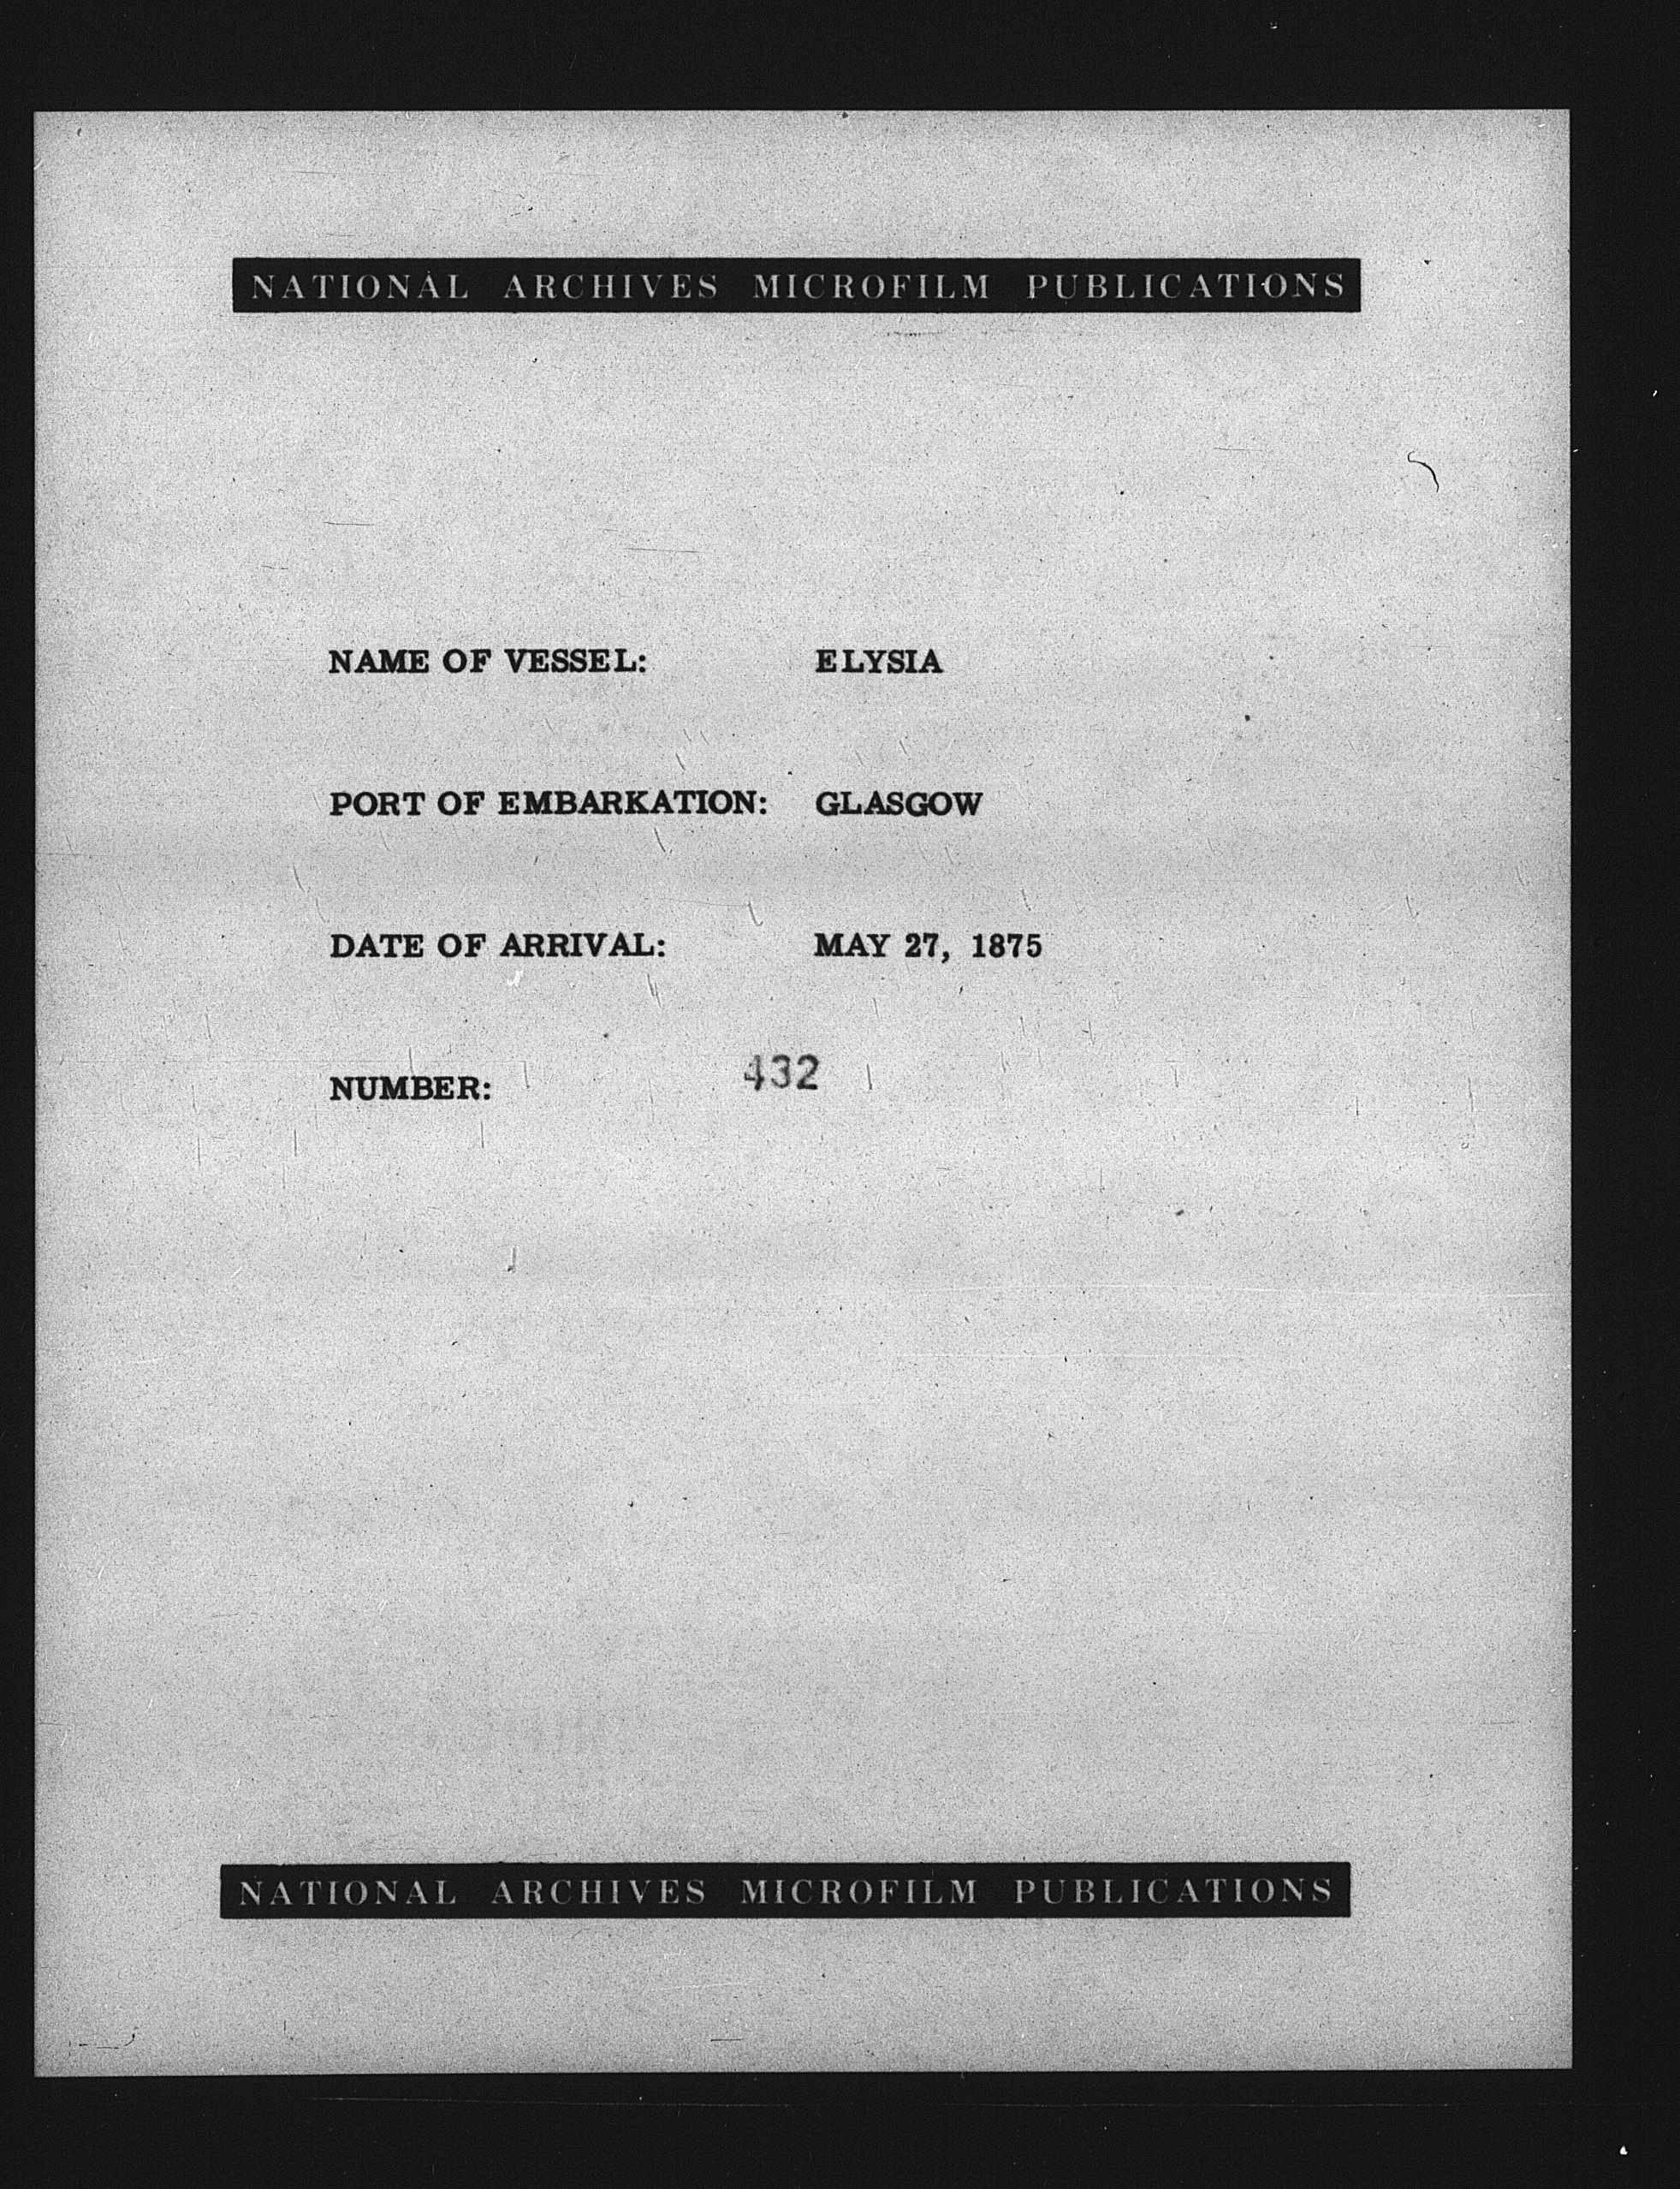 NATIONAL ARCHIVES MICROFILM PUBLICATIONS
NAME OF VESSEL: ELYSIA
PORT OF EMBARKATION: GLASGOW
DATE OF ARRIVAL: MAY 27, 1875
NUMBER: 432
NATIONAL ARCHIVES MICROFILM PUBLICATIONS